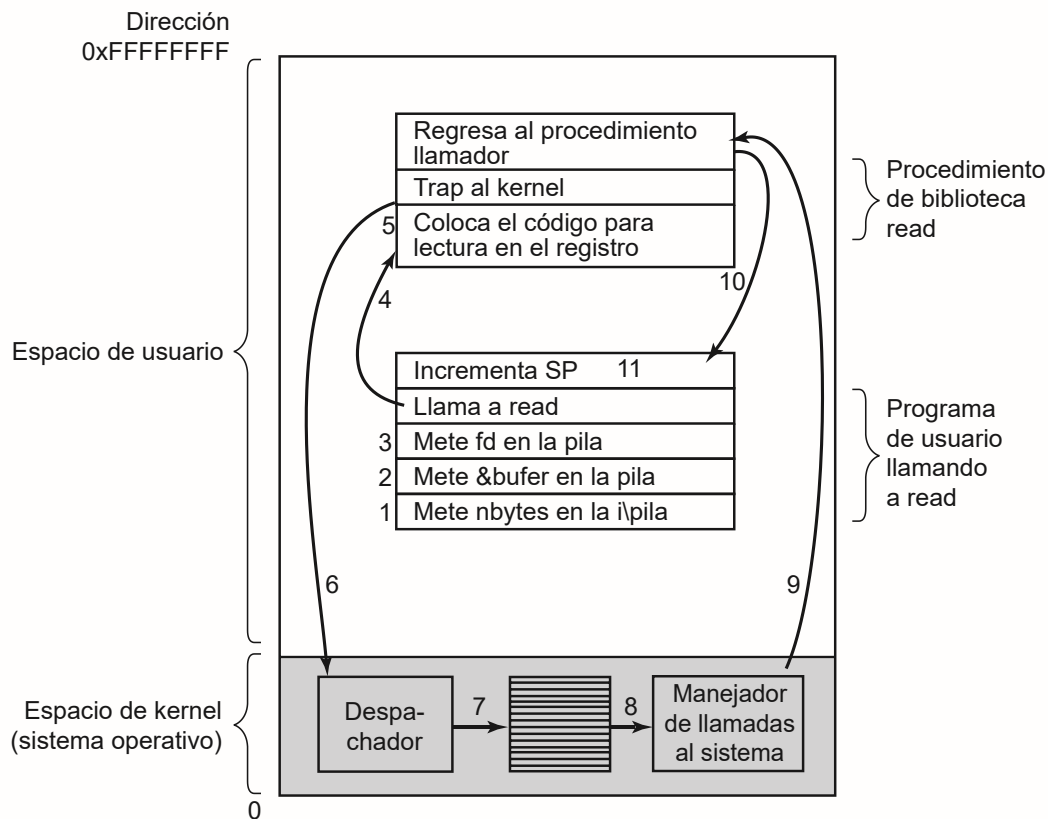 Dirección
0xFFFFFFFF
Regresa al procedimiento
llamador
Trap al kernel
5
Coloca el código para
lectura en el registro
4
10
Procedimiento
de biblioteca
read
Espacio de usuario
Incrementa SP
11
Llama a read
3
Mete fd en la pila
2
Mete &bufer en la pila
1
Mete nbytes en la i\pila
Programa
de usuario
llamando
a read
6
9
Espacio de kernel
(sistema operativo)
Despa-
chador
7
8
Manejador
de llamadas
al sistema
0